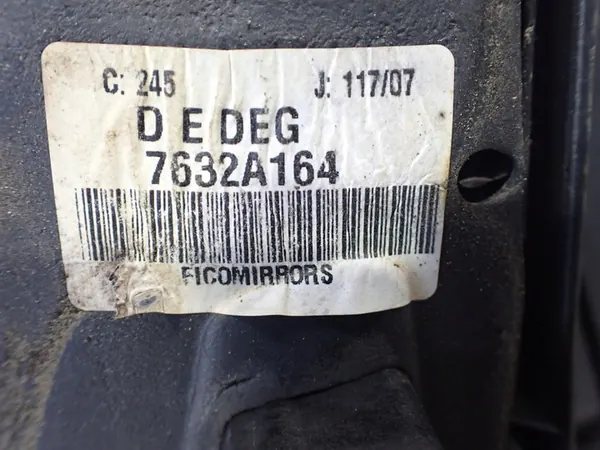 C: 245 J: 117/07
D E DEG
7632A164
FICOMIRRORS